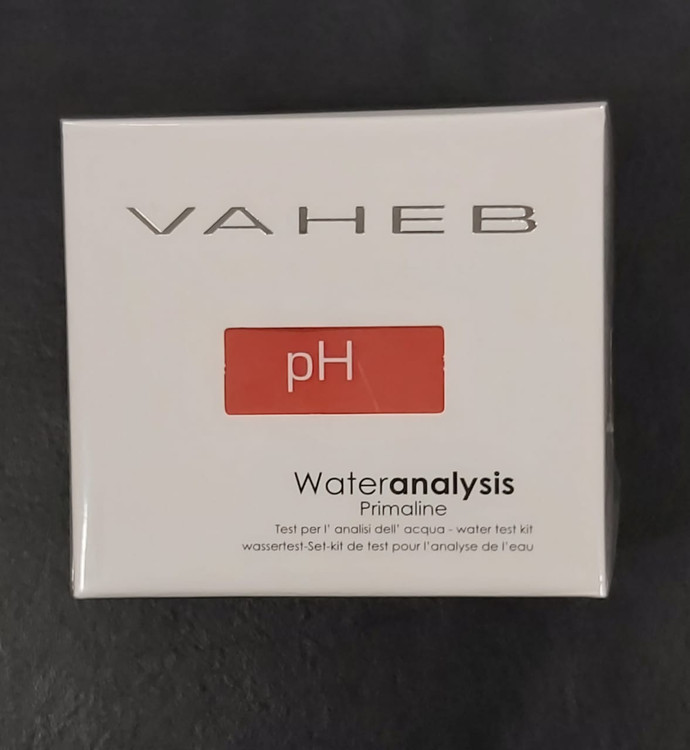 VAHEB
pH
Wateranalysis
Primaline
Test per l' analisi dell' acqua - water test kit
wassertest-Set-kit de test pour l'analyse de l'eau